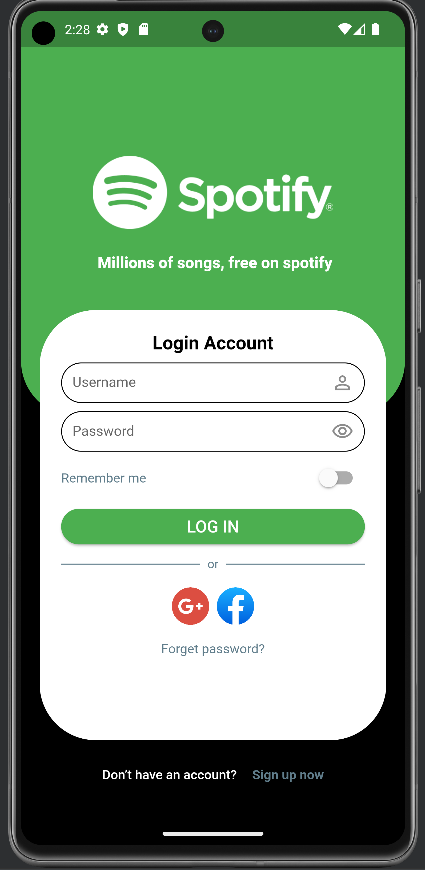 2:28
Spotify®
Millions of songs, free on spotify
Login Account
Username
Password
Remember me
LOG IN
or
G+ f
Forget password?
Don't have an account? Sign up now